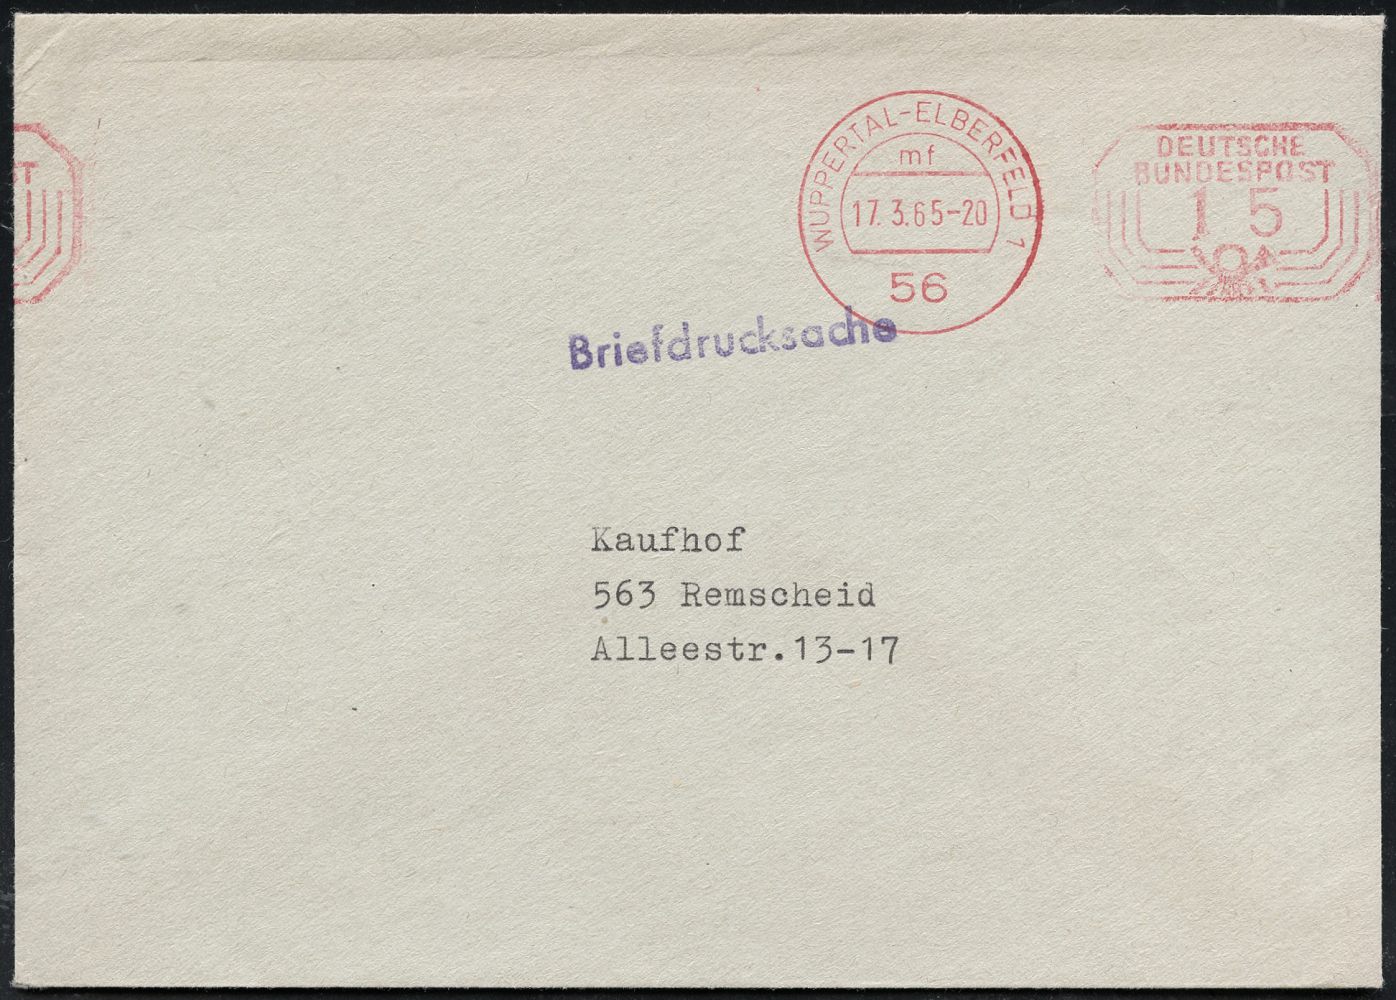 ST
WUPPERTAL-ELBERFELD 1
mf
17. 3.65-20
56
DEUTSCHE
BUNDESPOST
15
Briefdrucksache
Kaufhof
563 Remscheid
Alleestr.13-17